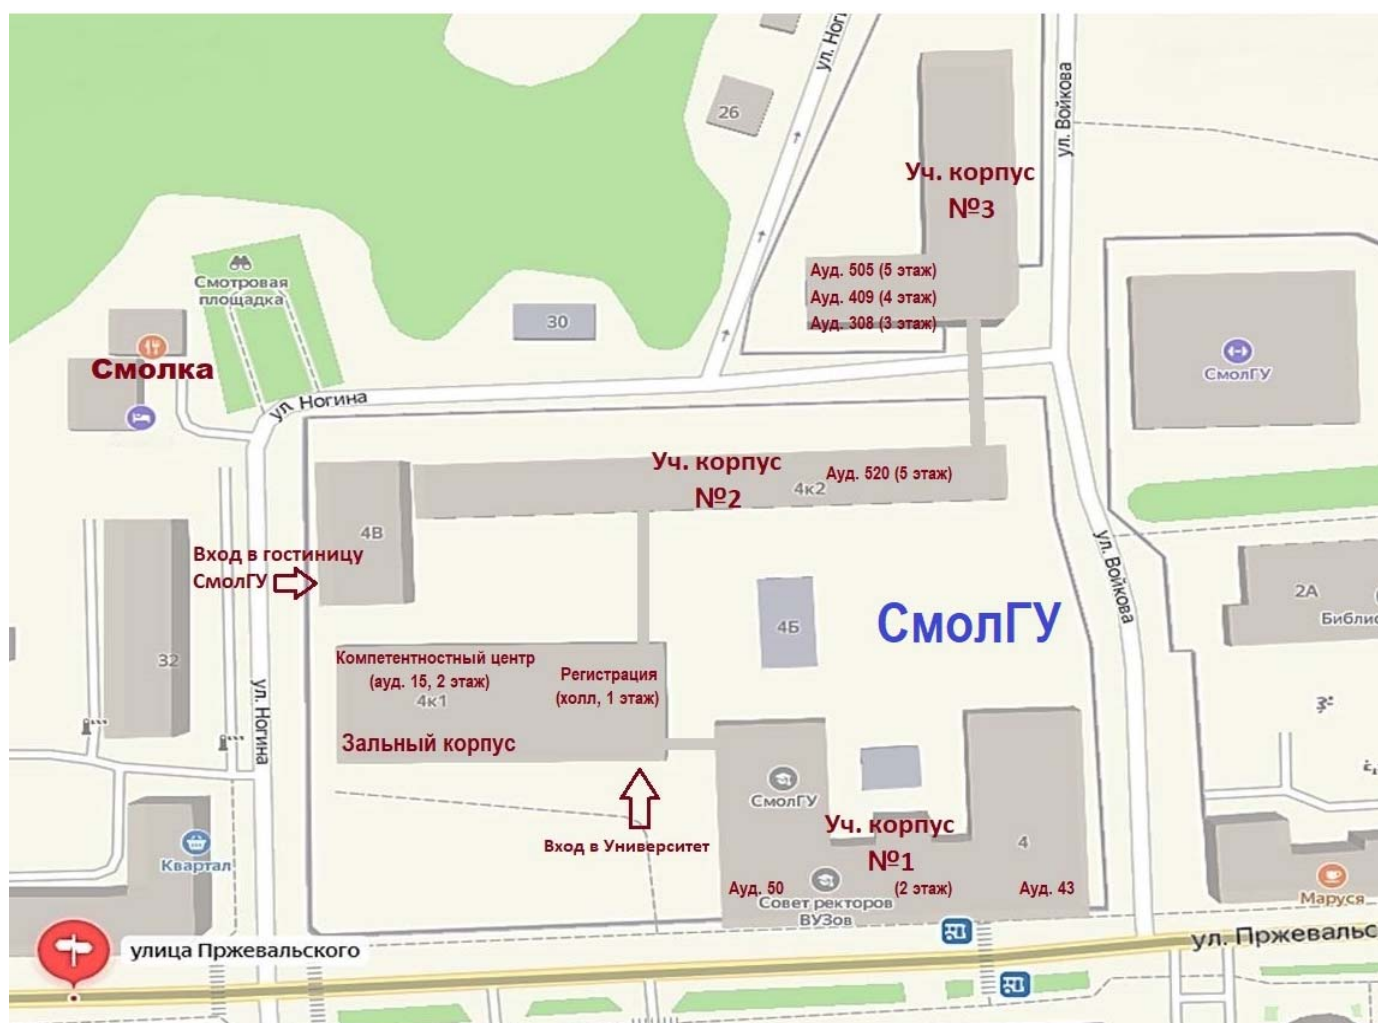 ул. Ноги
26
ул. Войкова
Уч. корпус
№3
Смотровая
площадка
Ауд. 505 (5 этаж)
Ауд. 409 (4 этаж)
Ауд. 308 (3 этаж)
30
Смолка
СмолГУ
ул. Ногина
Уч. корпус
№2
4к2
Ауд. 520 (5 этаж)
4В
Вход в гостиницу
СмолГУ
ул. Войкова
2А
Библис
4Б
СмолГУ
32
Компетентностный центр
(ауд. 15, 2 этаж)
4к1
Регистрация
(холл, 1 этаж)
Зальный корпус
ул. Ногина
СмолГУ
Вход в Университет
Уч. корпус
№1
4
Квартал
Ауд. 50
(2 этаж)
Ауд. 43
Совет ректоров
ВУЗов
Маруся
улица Пржевальского
ул. Пржевальс